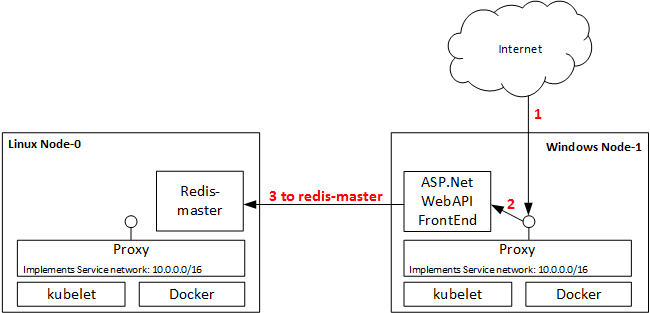 Internet
1
Linux Node-0
Windows Node-1
Redis-
master
3 to redis-master
ASP.Net
WebAPI
FrontEnd
2
Proxy
Implements Service network: 10.0.0.0/16
kubelet
Docker
Proxy
Implements Service network: 10.0.0.0/16
kubelet
Docker